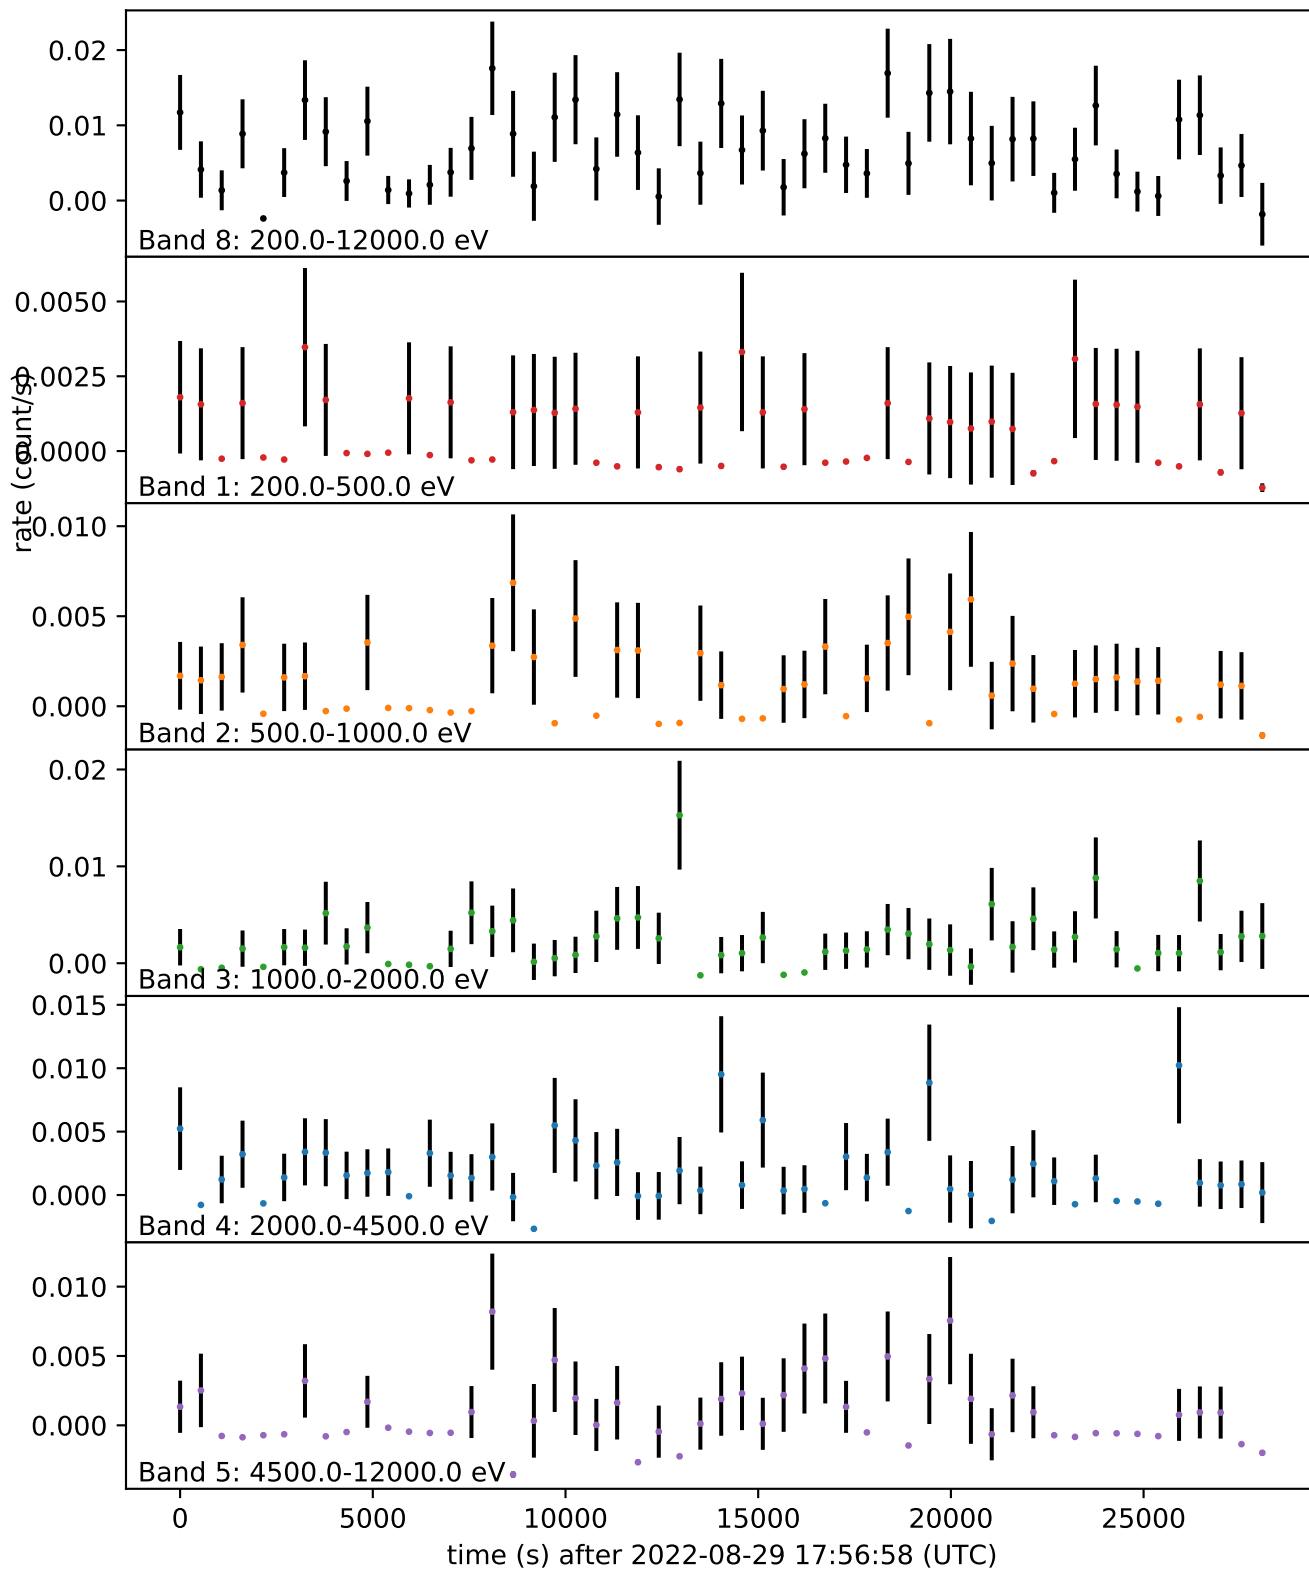 0.02
0.01
0.00
Band 8: 200.0-12000.0 eV
0.0050
0.0025
0.0000
Band 1: 200.0-500.0 eV
rate (count/s)
0.010
0.005
0.000
Band 2: 500.0-1000.0 eV
0.02
0.01
0.00
Band 3: 1000.0-2000.0 eV
0.015
0.010
0.005
0.000
Band 4: 2000.0-4500.0 eV
0.010
0.005
0.000
Band 5: 4500.0-12000.0 eV
0 5000 10000 15000 20000 25000
time (s) after 2022-08-29 17:56:58 (UTC)